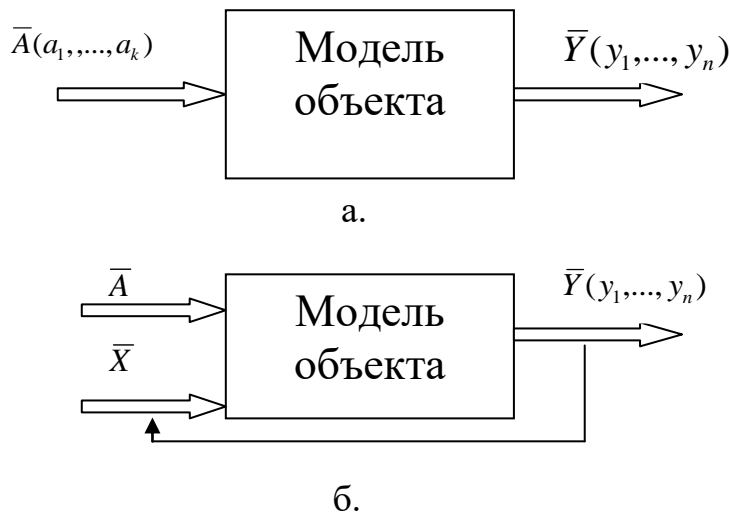 A̅(a₁,,...,aₖ)
Модель
объекта
Y̅(y₁,...,yₙ)
а.
A̅
X̅
Модель
объекта
Y̅(y₁,...,yₙ)
б.